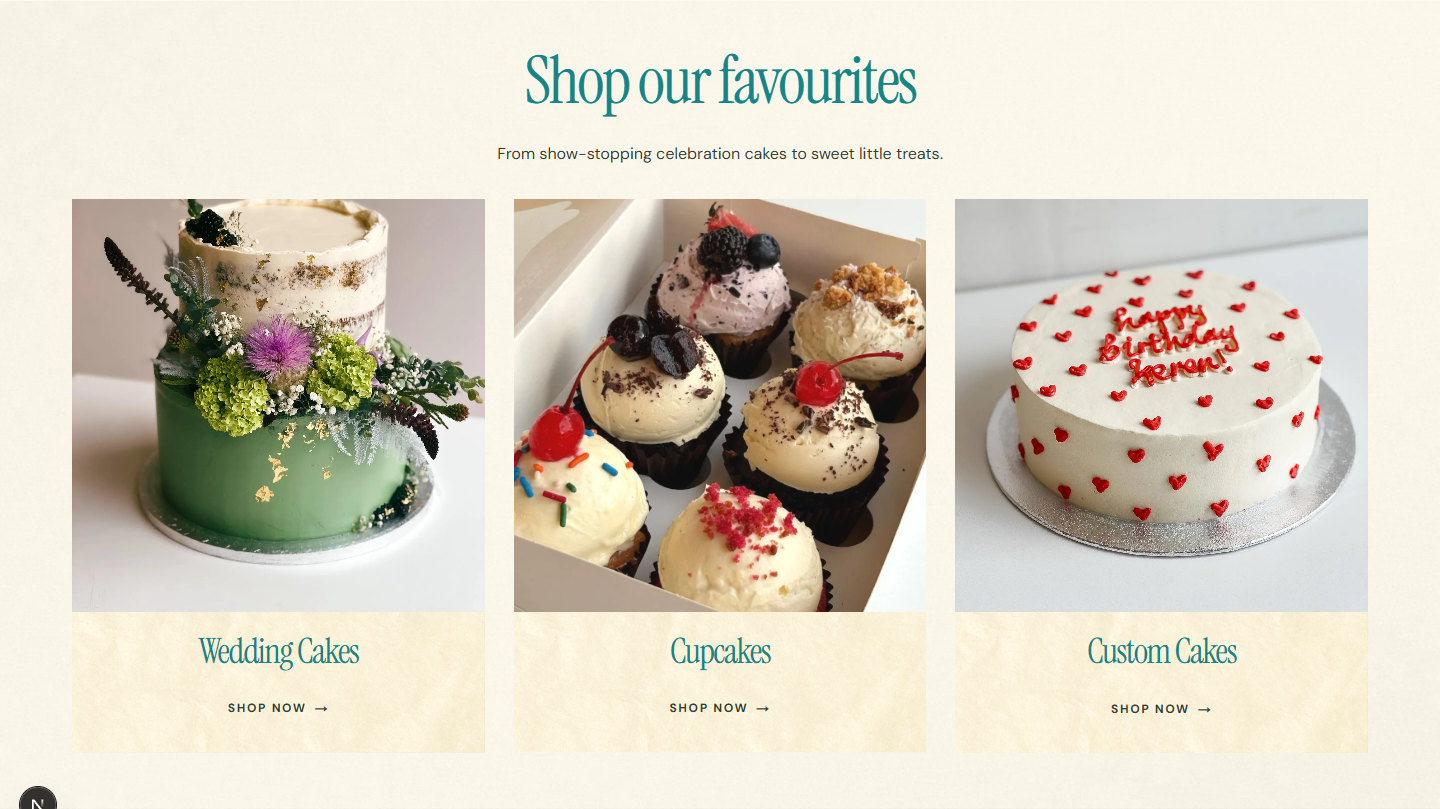 Shop our favourites
From show-stopping celebration cakes to sweet little treats.
happy
birthday
keren!
Wedding Cakes
Cupcakes
Custom Cakes
SHOP NOW →
SHOP NOW →
SHOP NOW →
N